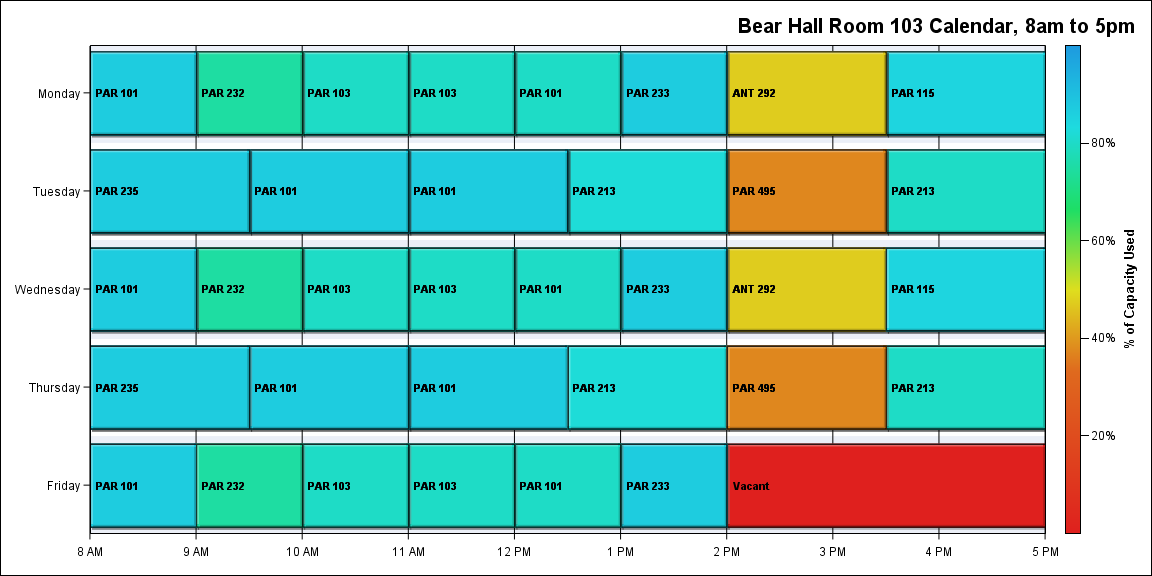 Bear Hall Room 103 Calendar, 8am to 5pm
Monday
PAR 101
PAR 232
PAR 103
PAR 103
PAR 101
PAR 233
ANT 292
PAR 115
Tuesday
PAR 235
PAR 101
PAR 101
PAR 213
PAR 495
PAR 213
Wednesday
PAR 101
PAR 232
PAR 103
PAR 103
PAR 101
PAR 233
ANT 292
PAR 115
Thursday
PAR 235
PAR 101
PAR 101
PAR 213
PAR 495
PAR 213
Friday
PAR 101
PAR 232
PAR 103
PAR 103
PAR 101
PAR 233
Vacant
8 AM
9 AM
10 AM
11 AM
12 PM
1 PM
2 PM
3 PM
4 PM
5 PM
80%
60%
40%
20%
% of Capacity Used